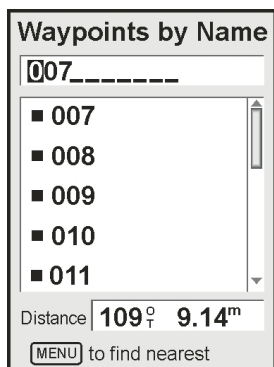 Waypoints by Name
007_______
007
008
009
010
011
Distance 109°T 9.14m
MENU to find nearest